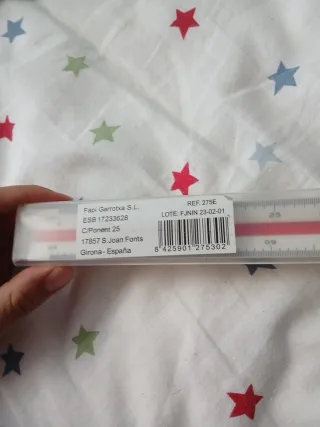 Fapi Garrotxa S.L.
ESB 17233628
C/Ponent 25
17857 S.Joan Fonts
Girona- España
REF. 275E
LOTE: FJNIN 23-02-01
8 425901 275302